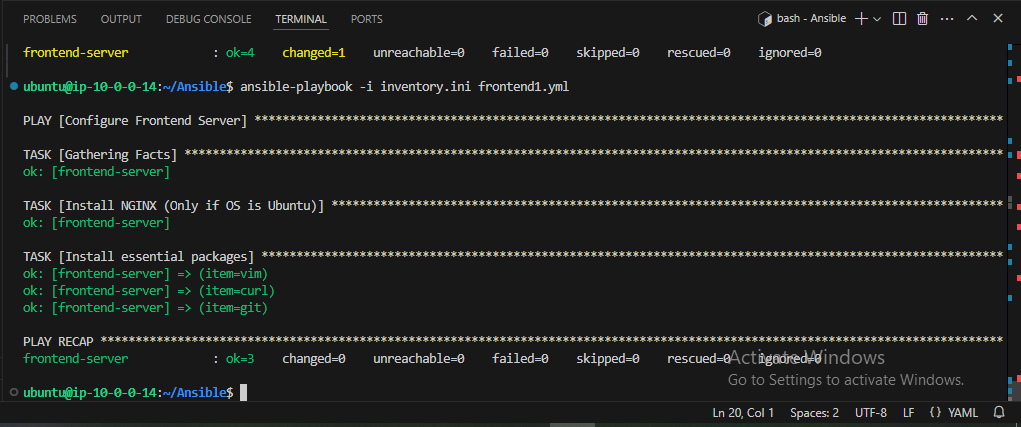 PROBLEMS OUTPUT DEBUG CONSOLE TERMINAL PORTS bash - Ansible
frontend-server : ok=4 changed=1 unreachable=0 failed=0 skipped=0 rescued=0 ignored=0
ubuntu@ip-10-0-0-14:~/Ansible$ ansible-playbook -i inventory.ini frontend1.yml
PLAY [Configure Frontend Server] ***********************************************************************************************************
TASK [Gathering Facts] *********************************************************************************************************************
ok: [frontend-server]
TASK [Install NGINX (Only if OS is Ubuntu)] ************************************************************************************************
ok: [frontend-server]
TASK [Install essential packages] **********************************************************************************************************
ok: [frontend-server] => (item=vim)
ok: [frontend-server] => (item=curl)
ok: [frontend-server] => (item=git)
PLAY RECAP *********************************************************************************************************************************
frontend-server : ok=3 changed=0 unreachable=0 failed=0 skipped=0 rescued=0 ignored=0
Activate Windows
Go to Settings to activate Windows.
ubuntu@ip-10-0-0-14:~/Ansible$
Ln 20, Col 1 Spaces: 2 UTF-8 LF {} YAML